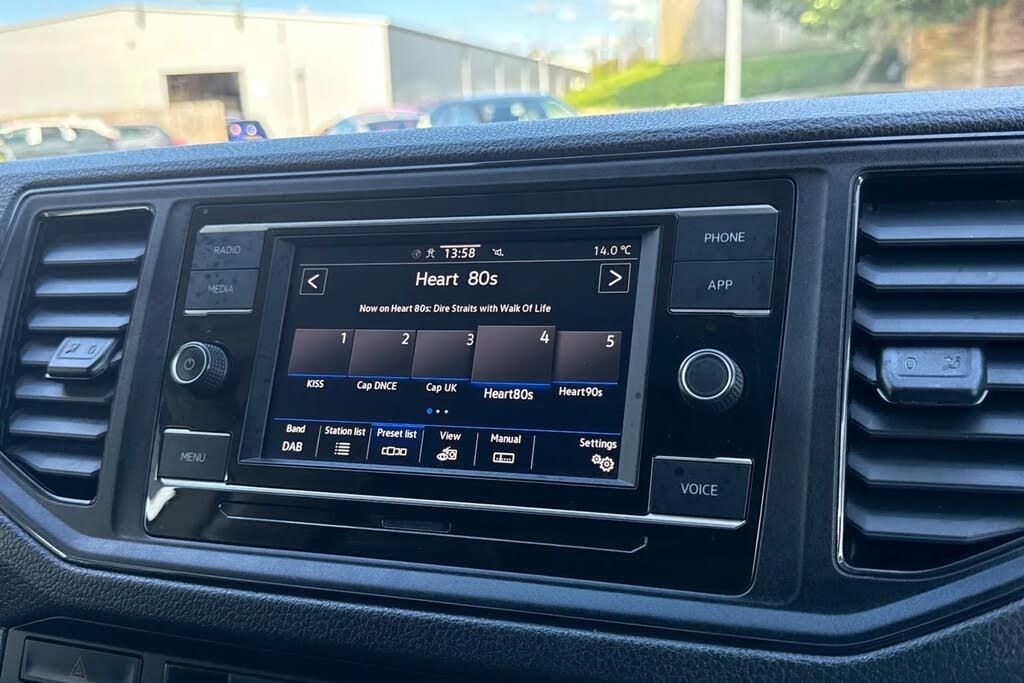 RADIO
MEDIA
MENU
13:58
14.0 °C
<
Heart 80s
>
Now on Heart 80s: Dire Straits with Walk Of Life
1 2 3 4 5
KISS Cap DNCE Cap UK Heart80s Heart90s
Band Station list Preset list View Manual Settings
DAB
PHONE
APP
VOICE
0